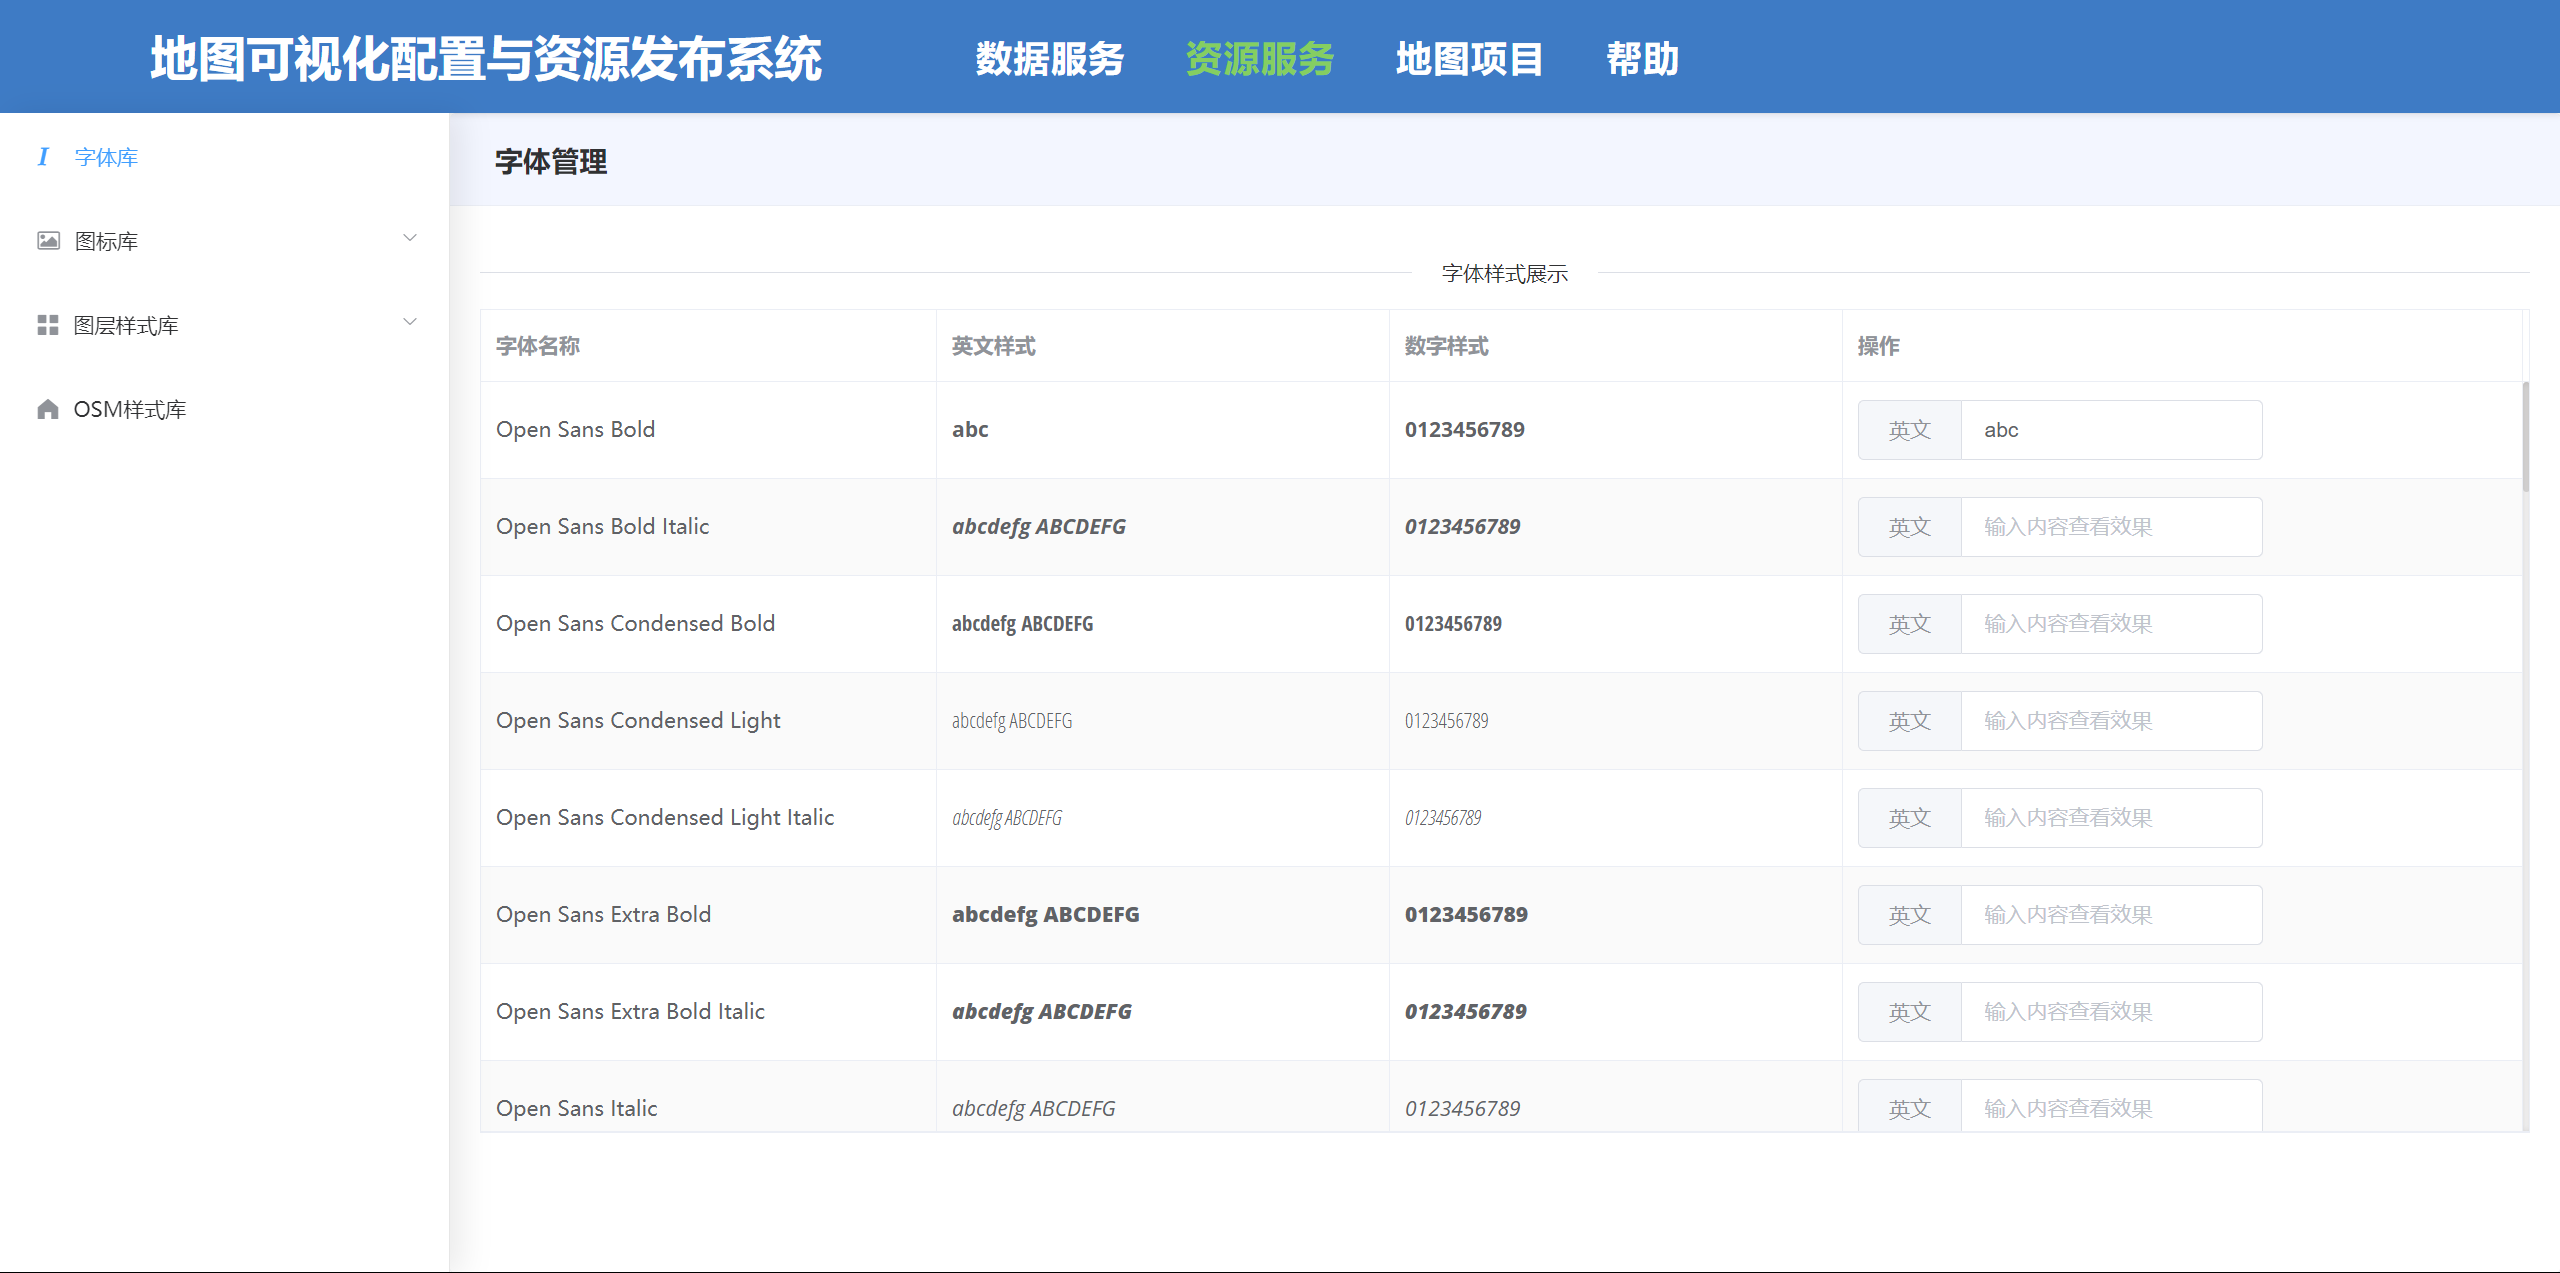 地图可视化配置与资源发布系统 数据服务 资源服务 地图项目 帮助
字体库
图标库
图层样式库
OSM样式库
字体管理
字体样式展示
字体名称 英文样式 数字样式 操作
Open Sans Bold abc 0123456789 英文 abc
Open Sans Bold Italic abcdefg ABCDEFG 0123456789 英文 输入内容查看效果
Open Sans Condensed Bold abcdefg ABCDEFG 0123456789 英文 输入内容查看效果
Open Sans Condensed Light abcdefg ABCDEFG 0123456789 英文 输入内容查看效果
Open Sans Condensed Light Italic abcdefg ABCDEFG 0123456789 英文 输入内容查看效果
Open Sans Extra Bold abcdefg ABCDEFG 0123456789 英文 输入内容查看效果
Open Sans Extra Bold Italic abcdefg ABCDEFG 0123456789 英文 输入内容查看效果
Open Sans Italic abcdefg ABCDEFG 0123456789 英文 输入内容查看效果